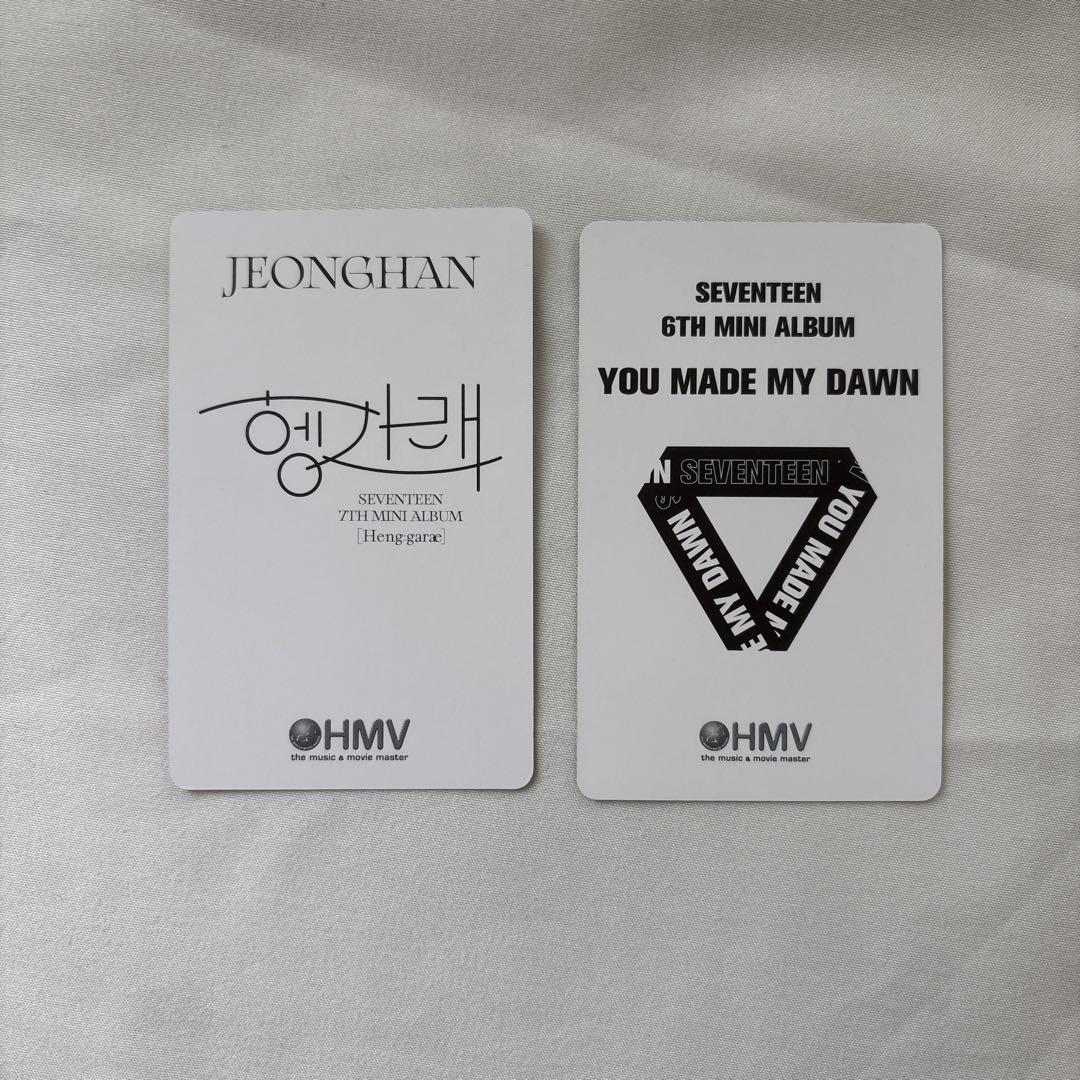 JEONGHAN
헹가래
SEVENTEEN
7TH MINI ALBUM
[Heng:garæ]
HMV
the music & movie master
SEVENTEEN
6TH MINI ALBUM
YOU MADE MY DAWN
SEVENTEEN
YOU MADE
MY DAWN
HMV
the music & movie master